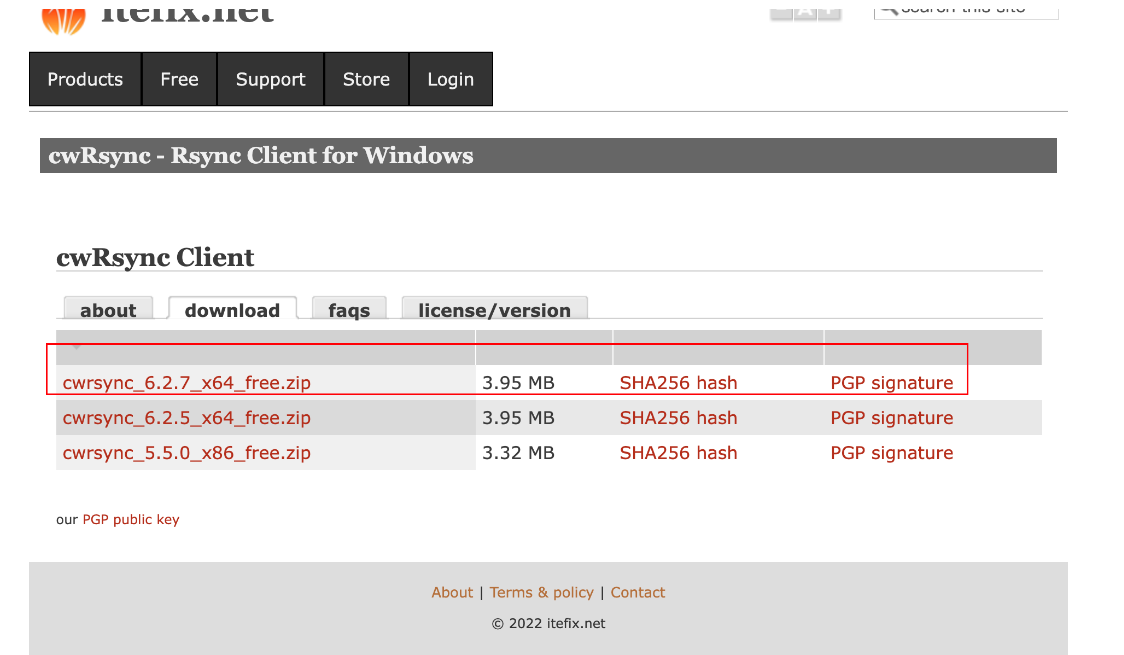 itefix.net
search this site
Products Free Support Store Login
cwRsync - Rsync Client for Windows
cwRsync Client
about download faqs license/version
cwrsync_6.2.7_x64_free.zip 3.95 MB SHA256 hash PGP signature
cwrsync_6.2.5_x64_free.zip 3.95 MB SHA256 hash PGP signature
cwrsync_5.5.0_x86_free.zip 3.32 MB SHA256 hash PGP signature
our PGP public key
About | Terms & policy | Contact
© 2022 itefix.net